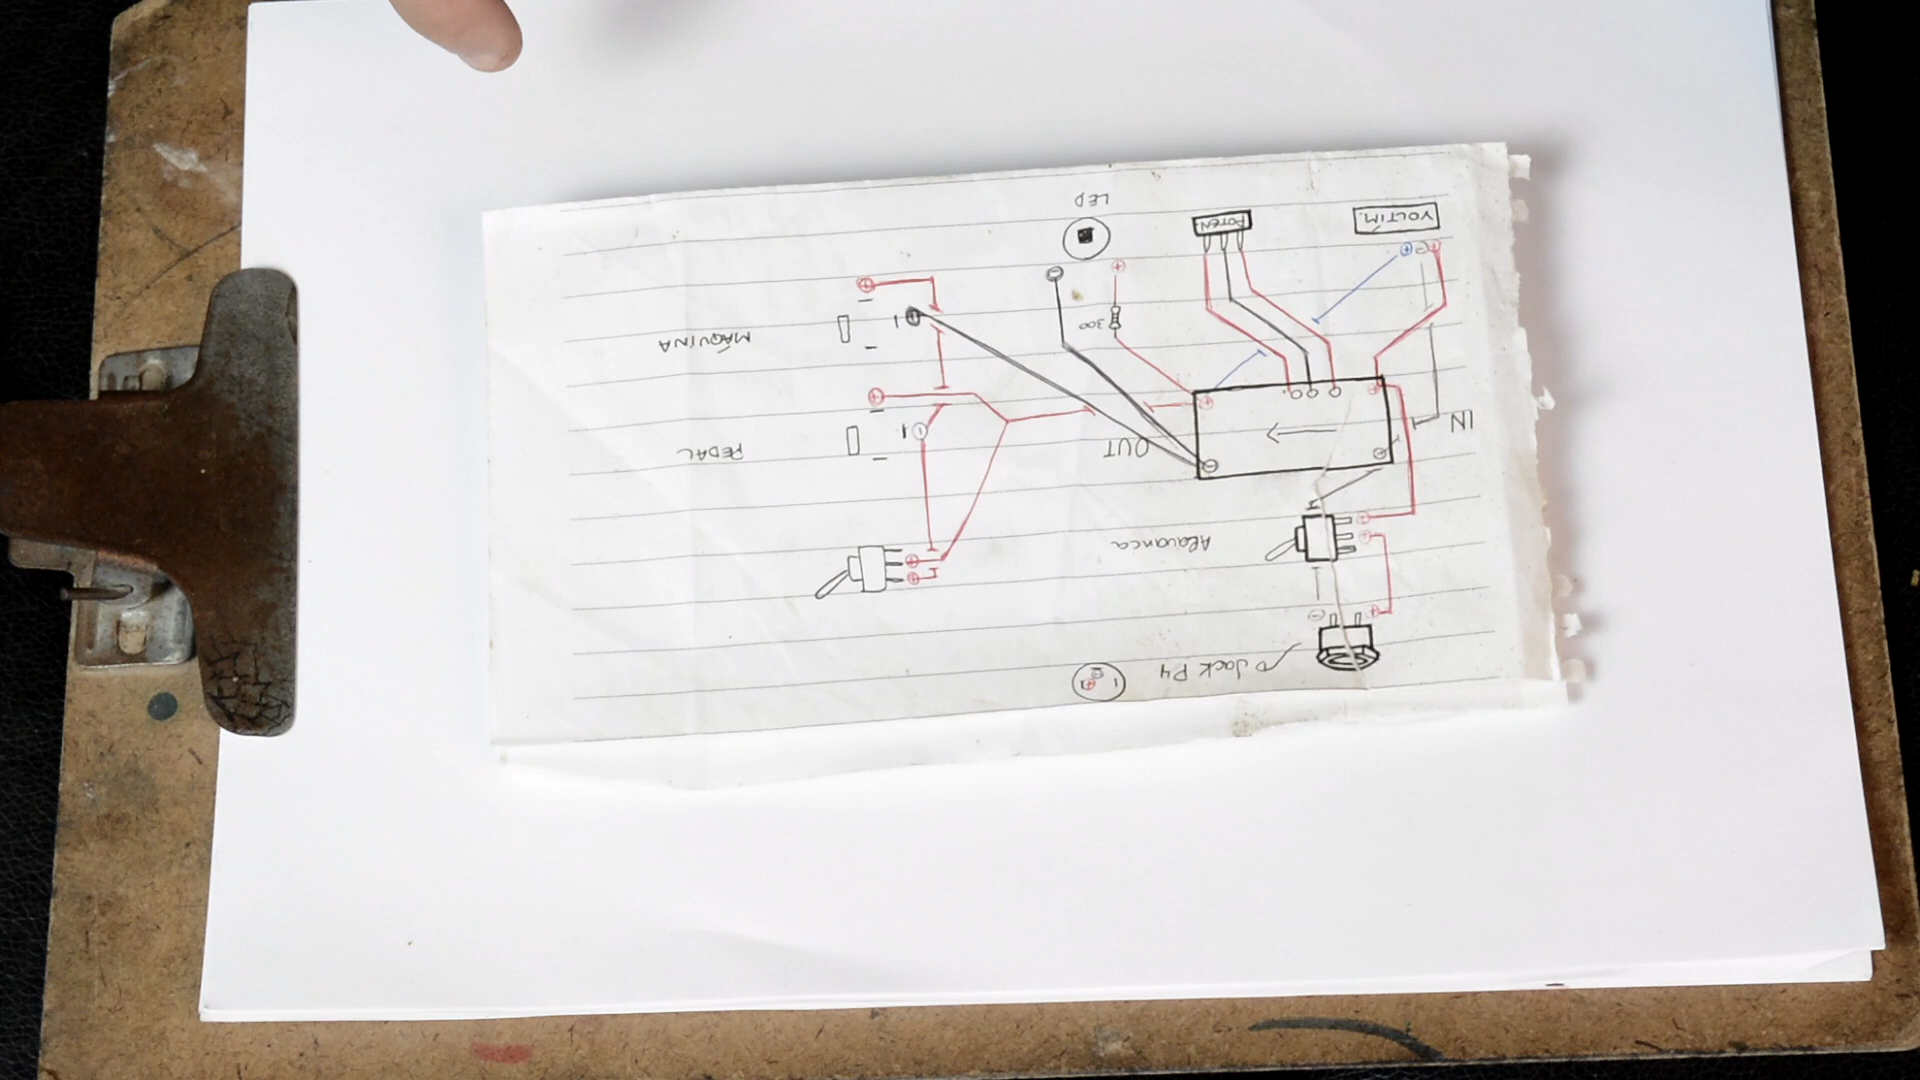 Jack P4
Alavanca
IN
OUT
PEDAL
300
MÁQUINA
VOLTIM.
POTEN.
LED